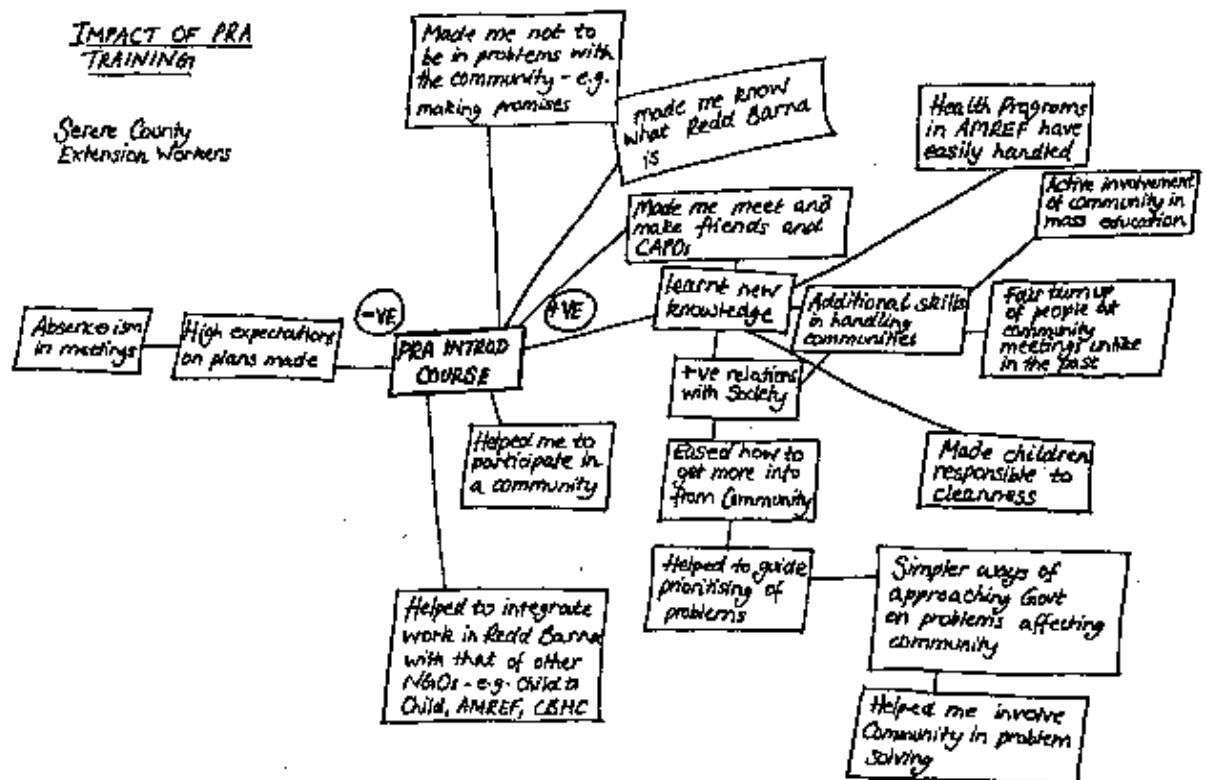 IMPACT OF PRA
TRAINING
Serere County
Extension Workers
Made me not to
be in problems with
the community - e.g.
making promises
made me know
what Redd Barna
is
Health Programs
in AMREF have
easily handled
Active involvement
of community in
mass education
Made me meet and
make friends and
CAPOs
Learnt new
knowledge
Additional skills
in handling
communities
Fair turn up
of people at
community
meetings unlike
in the past
-VE
+VE
Absenceism
in meetings
High expectations
on plans made
PRA INTROD
COURSE
+ve relations
with Society
Helped me to
participate in
a community
Eased how to
get more info
from Community
Made children
responsible to
cleanness
Helped to guide
prioritising of
problems
Simpler ways of
approaching Govt
on problems affecting
community
Helped to integrate
work in Redd Barna
with that of other
NGOs - e.g. Child to
Child, AMREF, CBHC
Helped me involve
Community in problem
solving